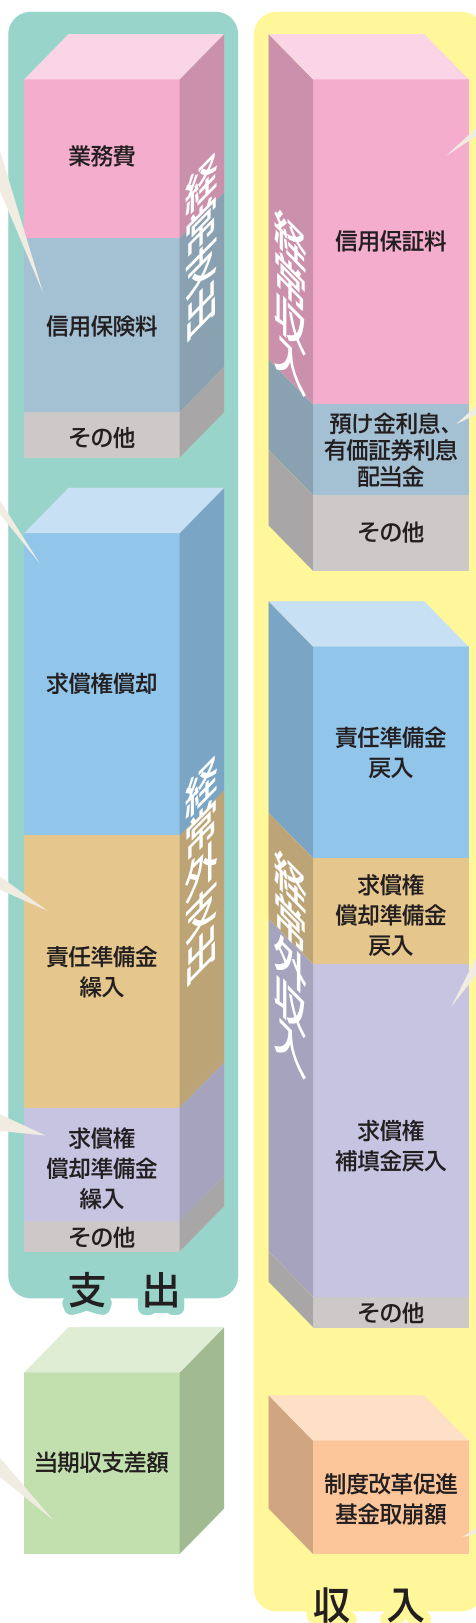 業務費
信用保険料
その他
経常支出
求償権償却
責任準備金
繰入
求償権
償却準備金
繰入
その他
経常外支出
支出
当期収支差額
信用保証料
預け金利息、
有価証券利息
配当金
その他
経常収入
責任準備金
戻入
求償権
償却準備金
戻入
求償権
補填金戻入
その他
経常外収入
制度改革促進
基金取崩額
収入